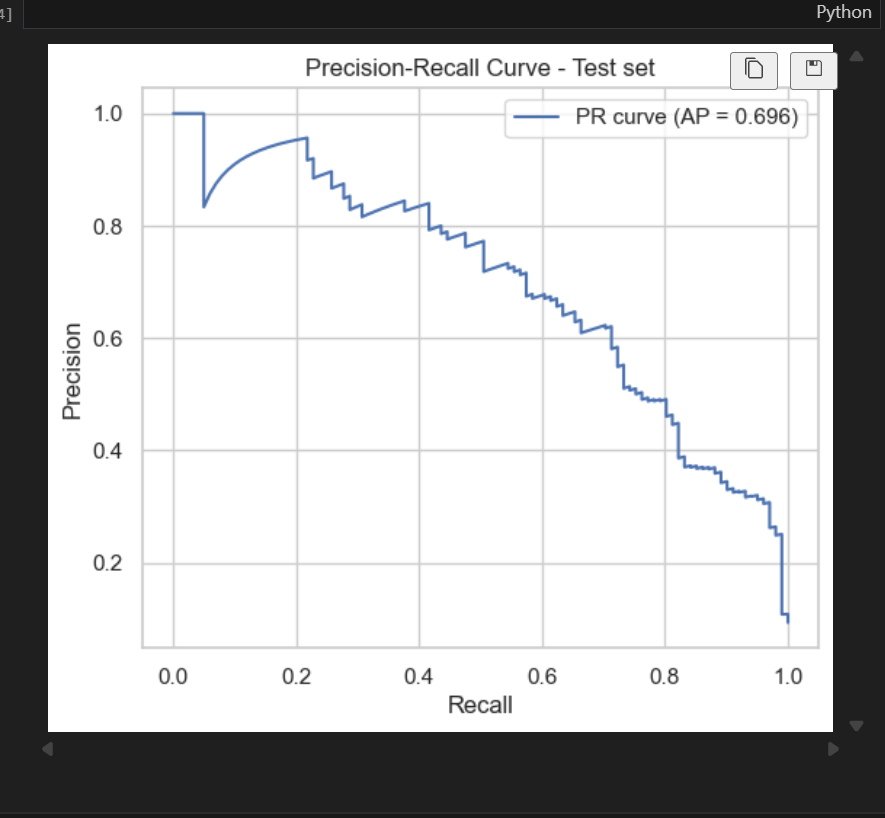 4]
Python
Precision-Recall Curve - Test set
PR curve (AP = 0.696)
1.0
0.8
0.6
0.4
0.2
Precision
0.0 0.2 0.4 0.6 0.8 1.0
Recall